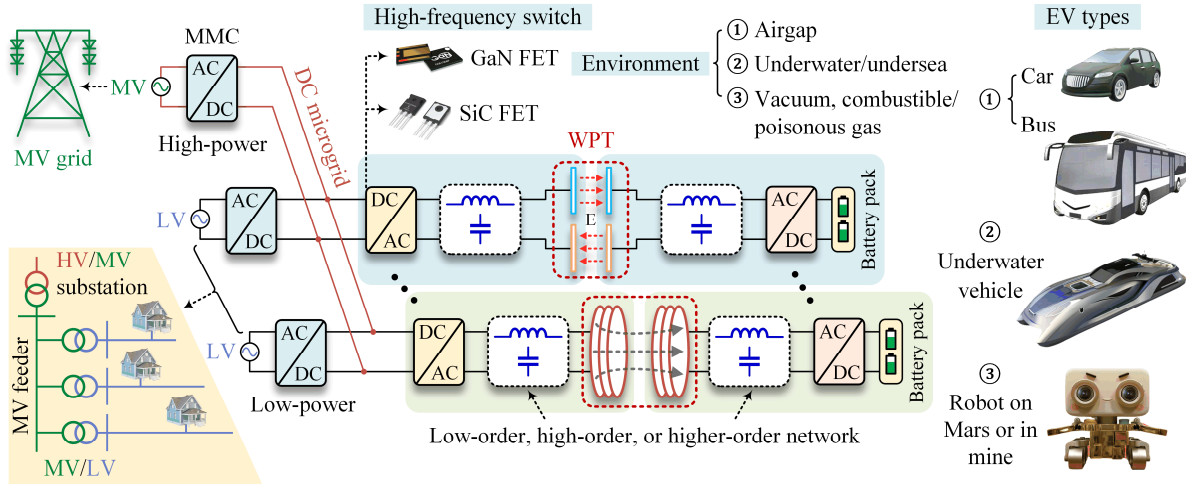 High-frequency switch
EV types
MMC
GaN FET
SiC FET
Environment
① Airgap
② Underwater/undersea
③ Vacuum, combustible/
poisonous gas
① Car
Bus
MV
AC
DC
High-power
MV grid
DC microgrid
WPT
LV
AC
DC
DC
AC
E
AC
DC
Battery pack
②
Underwater
vehicle
HV/MV
substation
MV feeder
MV/LV
LV
AC
DC
Low-power
DC
AC
AC
DC
Battery pack
Low-order, high-order, or higher-order network
③
Robot on
Mars or in
mine